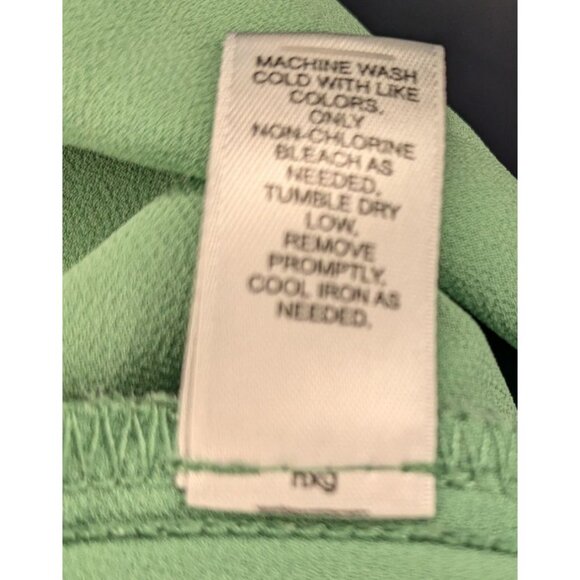 MACHINE WASH
COLD WITH LIKE
COLORS,
ONLY
NON-CHLORINE
BLEACH AS
NEEDED,
TUMBLE DRY
LOW,
REMOVE
PROMPTLY,
COOL IRON AS
NEEDED.